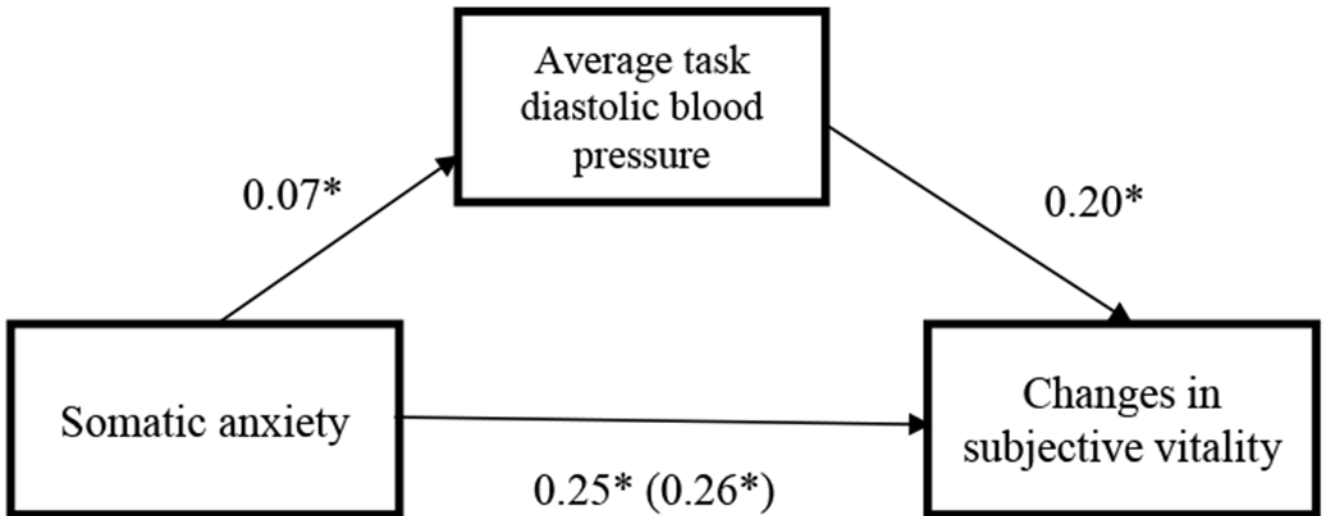 Average task
diastolic blood
pressure
0.07*
0.20*
Somatic anxiety
Changes in
subjective vitality
0.25* (0.26*)